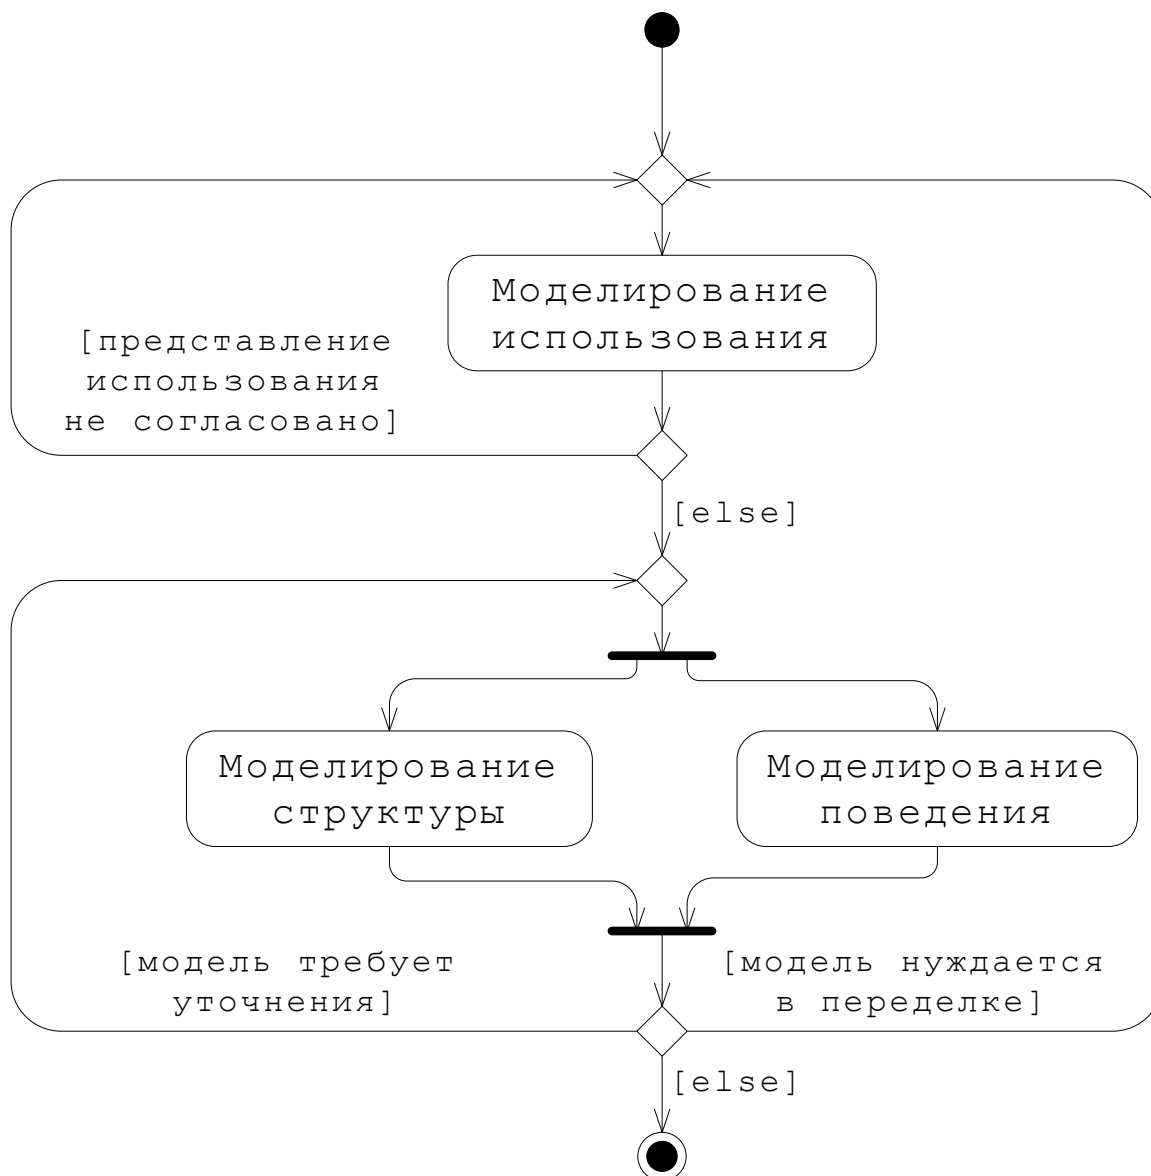 Моделирование
использования
[представление
использования
не согласовано]
[else]
Моделирование
структуры
Моделирование
поведения
[модель требует
уточнения]
[модель нуждается
в переделке]
[else]